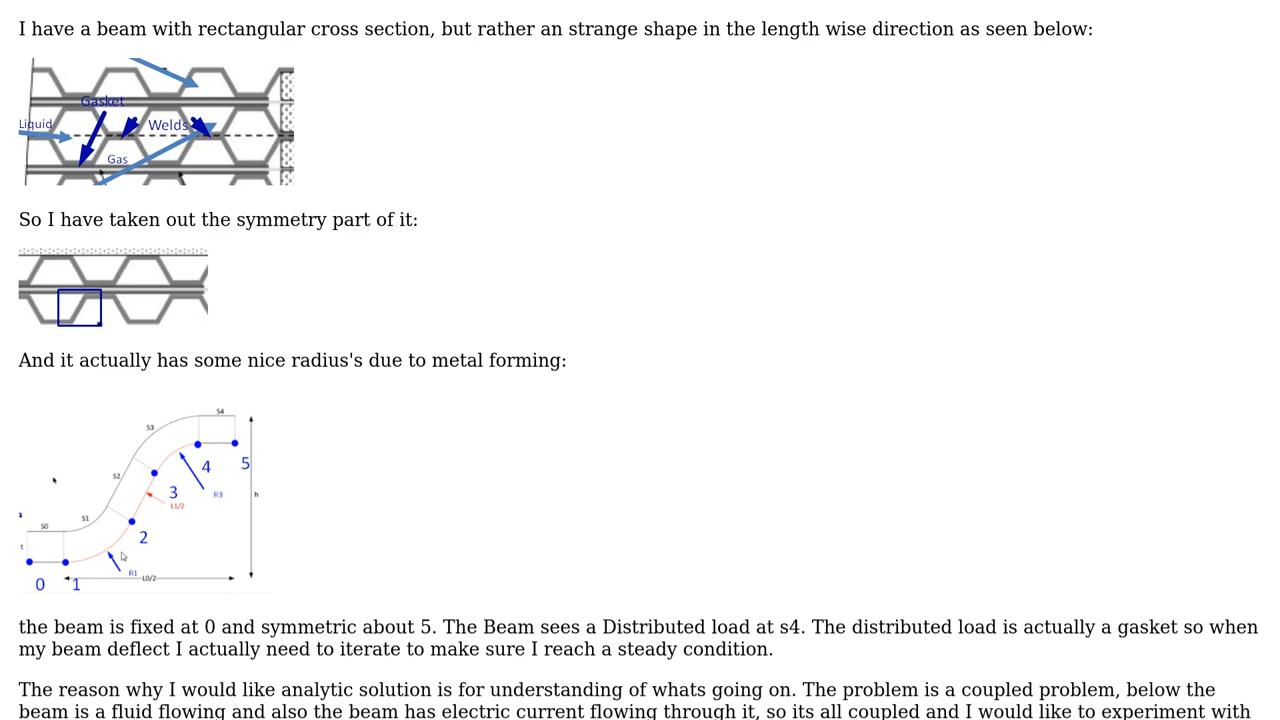 I have a beam with rectangular cross section, but rather an strange shape in the length wise direction as seen below:
Gasket
Liquid
Welds
Gas
So I have taken out the symmetry part of it:
And it actually has some nice radius's due to metal forming:
S4
S3
4
5
S2
3
R3
h
L1/2
S1
S0
2
t
R1
L0/2
0
1
the beam is fixed at 0 and symmetric about 5. The Beam sees a Distributed load at s4. The distributed load is actually a gasket so when
my beam deflect I actually need to iterate to make sure I reach a steady condition.
The reason why I would like analytic solution is for understanding of whats going on. The problem is a coupled problem, below the
beam is a fluid flowing and also the beam has electric current flowing through it, so its all coupled and I would like to experiment with